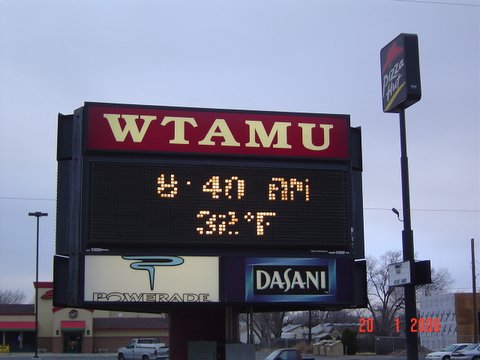 WTAMU
8:40 AM
32°F
POWERADE
DASANI
Pizza
Hut